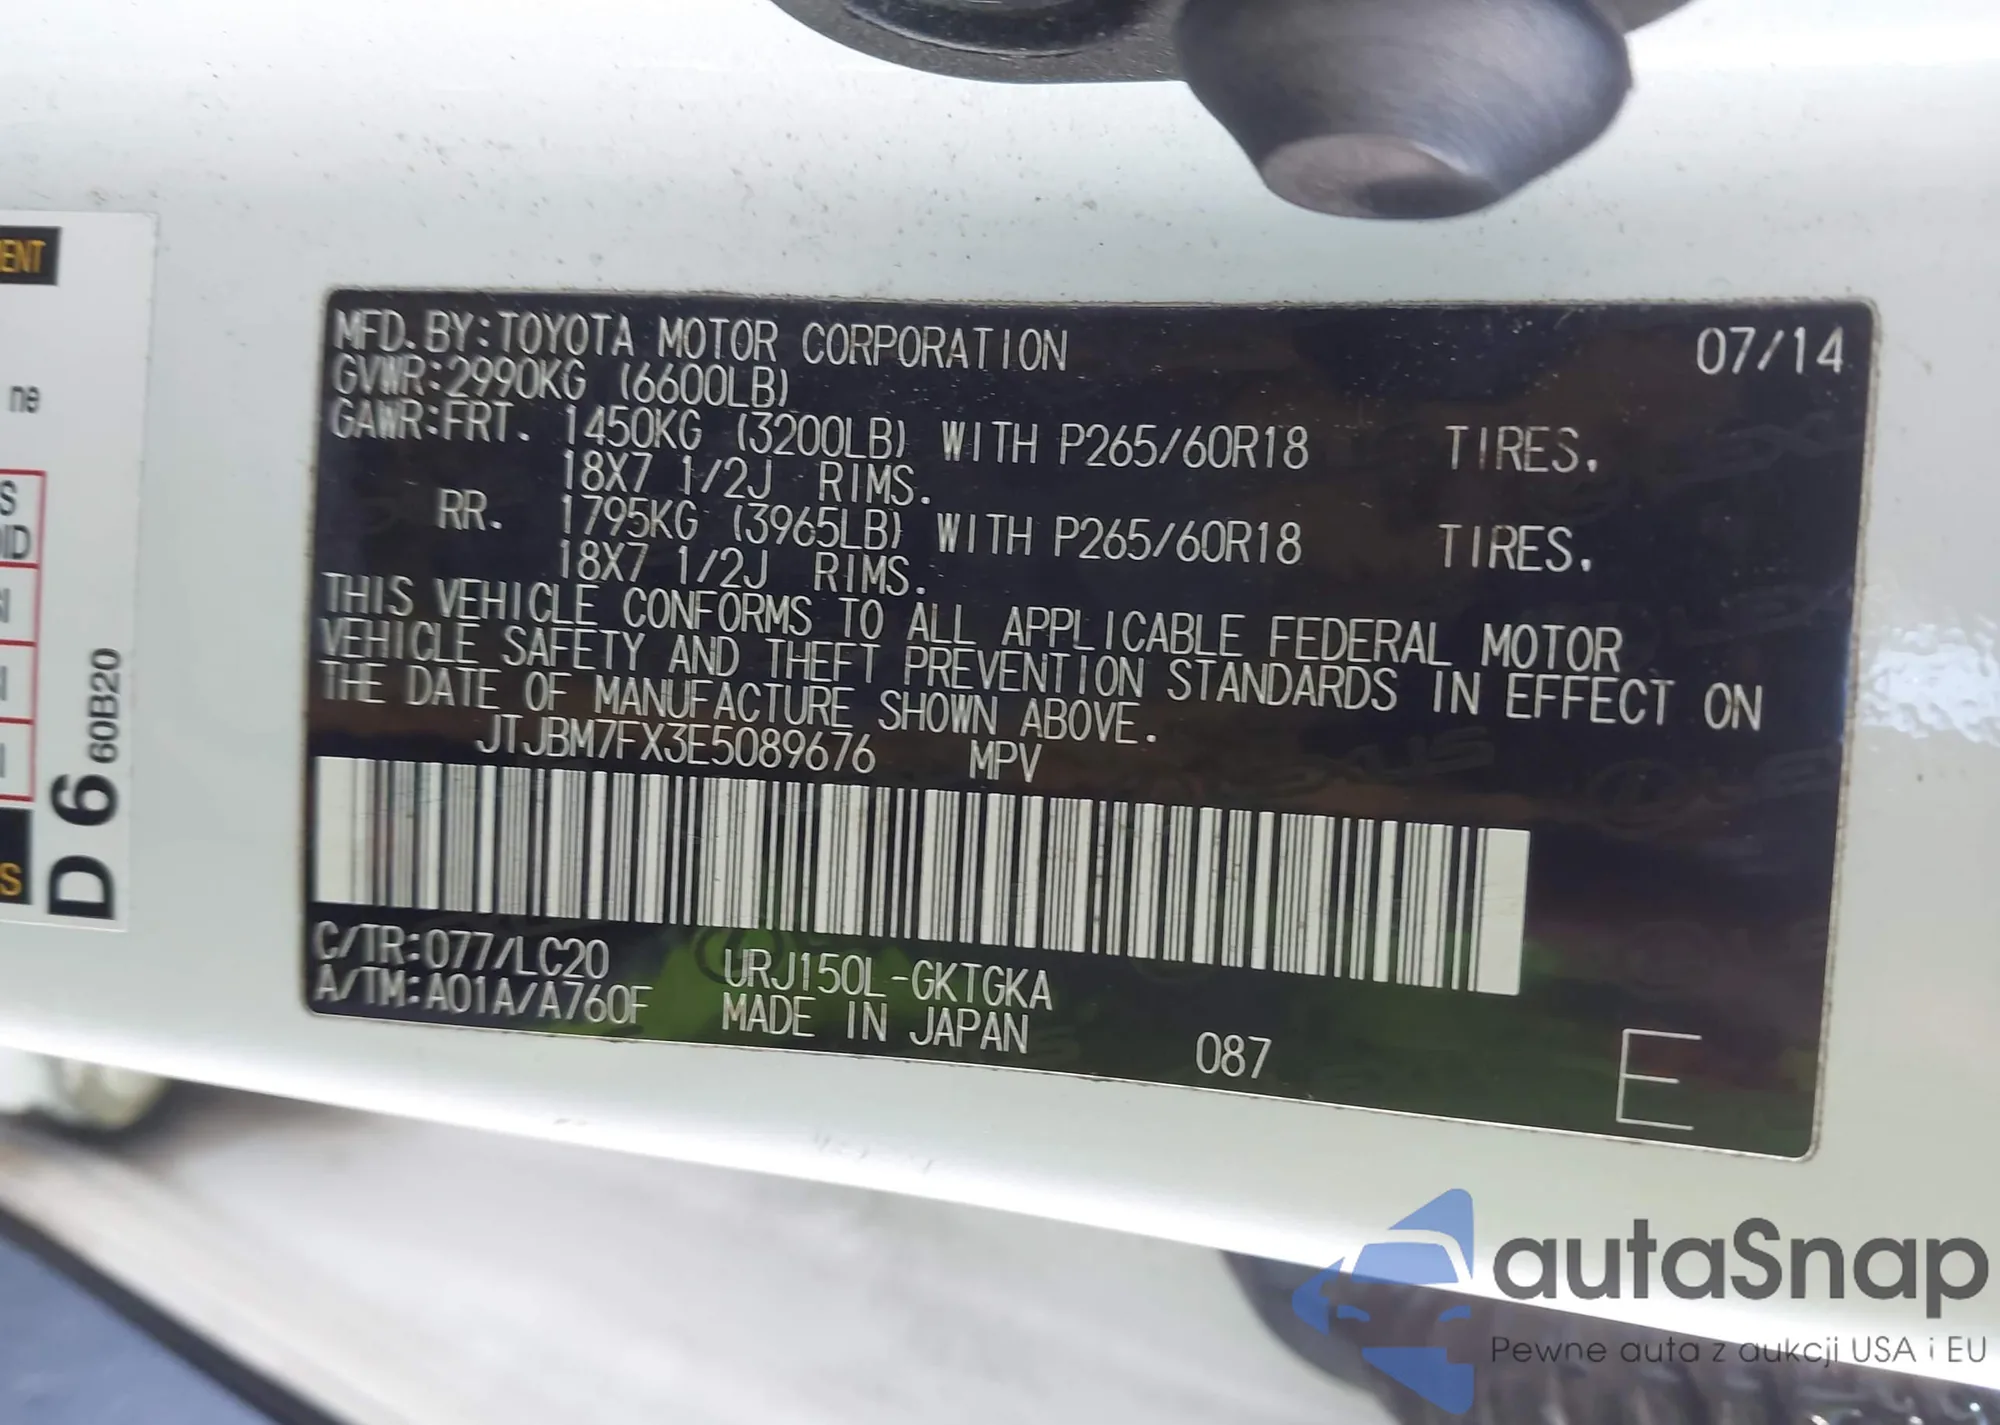 MFD. BY: TOYOTA MOTOR CORPORATION 07/14
GVWR: 2990KG (6600LB)
GAWR: FRT. 1450KG (3200LB) WITH P265/60R18 TIRES.
18X7 1/2J RIMS.
RR. 1795KG (3965LB) WITH P265/60R18 TIRES.
18X7 1/2J RIMS.
THIS VEHICLE CONFORMS TO ALL APPLICABLE FEDERAL MOTOR
VEHICLE SAFETY AND THEFT PREVENTION STANDARDS IN EFFECT ON
THE DATE OF MANUFACTURE SHOWN ABOVE.
JTJBM7FX3E5089676 MPV
C/TR: 077/LC20 URJ150L-GKTGKA
A/TM: A01A/A760F MADE IN JAPAN 087 E
ne
D 6 60B20
autaSnap
Pewne auta z aukcji USA i EU